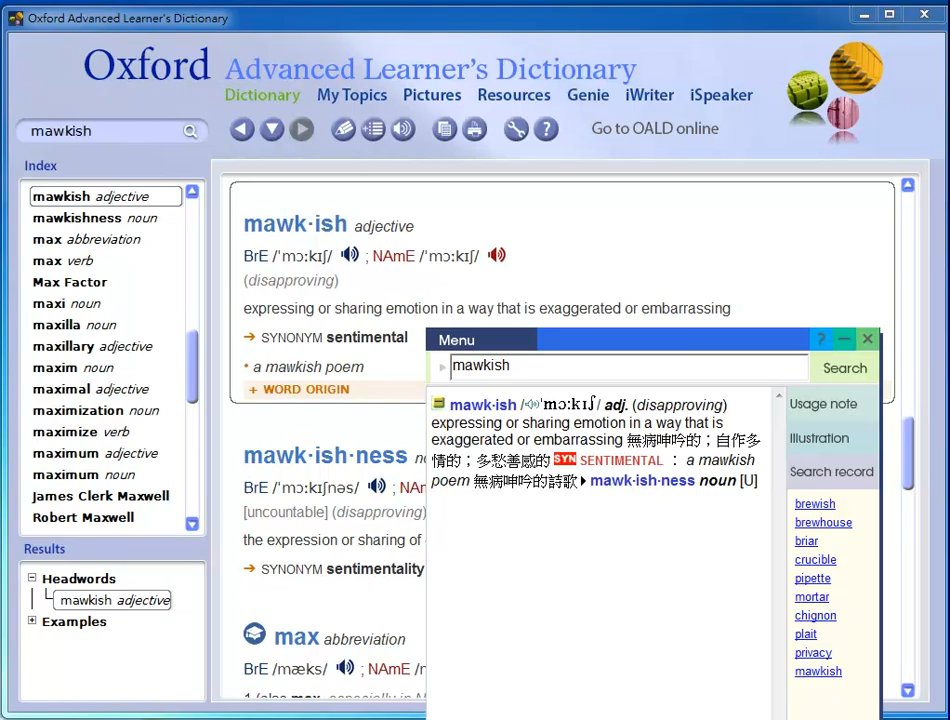 Oxford Advanced Learner's Dictionary
Oxford Advanced Learner's Dictionary
Dictionary My Topics Pictures Resources Genie iWriter iSpeaker
mawkish
Go to OALD online
Index
mawkish adjective
mawkishness noun
max abbreviation
max verb
Max Factor
maxi noun
maxilla noun
maxillary adjective
maxim noun
maximal adjective
maximization noun
maximize verb
maximum adjective
maximum noun
James Clerk Maxwell
Robert Maxwell
Results
Headwords
mawkish adjective
Examples
mawk·ish adjective
BrE /ˈmɔːkɪʃ/ ; NAmE /ˈmɔːkɪʃ/
(disapproving)
expressing or sharing emotion in a way that is exaggerated or embarrassing
→ SYNONYM sentimental
• a mawkish poem
+ WORD ORIGIN
mawk·ish·ness
BrE /ˈmɔːkɪʃnəs/ ; NAm
[uncountable] (disapproving)
the expression or sharing of
→ SYNONYM sentimentality
max abbreviation
BrE /mæks/ ; NAmE /r
1 (also max. especially in N
Menu ? – ×
mawkish Search
mawk·ish /ˈmɔːkɪʃ/ adj. (disapproving)
expressing or sharing emotion in a way that is
exaggerated or embarrassing 無病呻吟的；自作多
情的；多愁善感的 SYN SENTIMENTAL ：a mawkish
poem 無病呻吟的詩歌 mawk·ish·ness noun [U]
Usage note
Illustration
Search record
brewish
brewhouse
briar
crucible
pipette
mortar
chignon
plait
privacy
mawkish